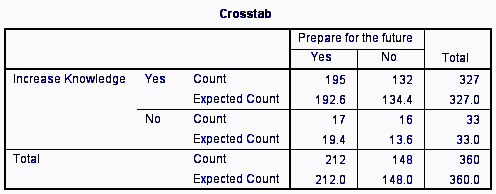 Crosstab
Prepare for the future
Yes No Total
Increase Knowledge Yes Count 195 132 327
Expected Count 192.6 134.4 327.0
No Count 17 16 33
Expected Count 19.4 13.6 33.0
Total Count 212 148 360
Expected Count 212.0 148.0 360.0